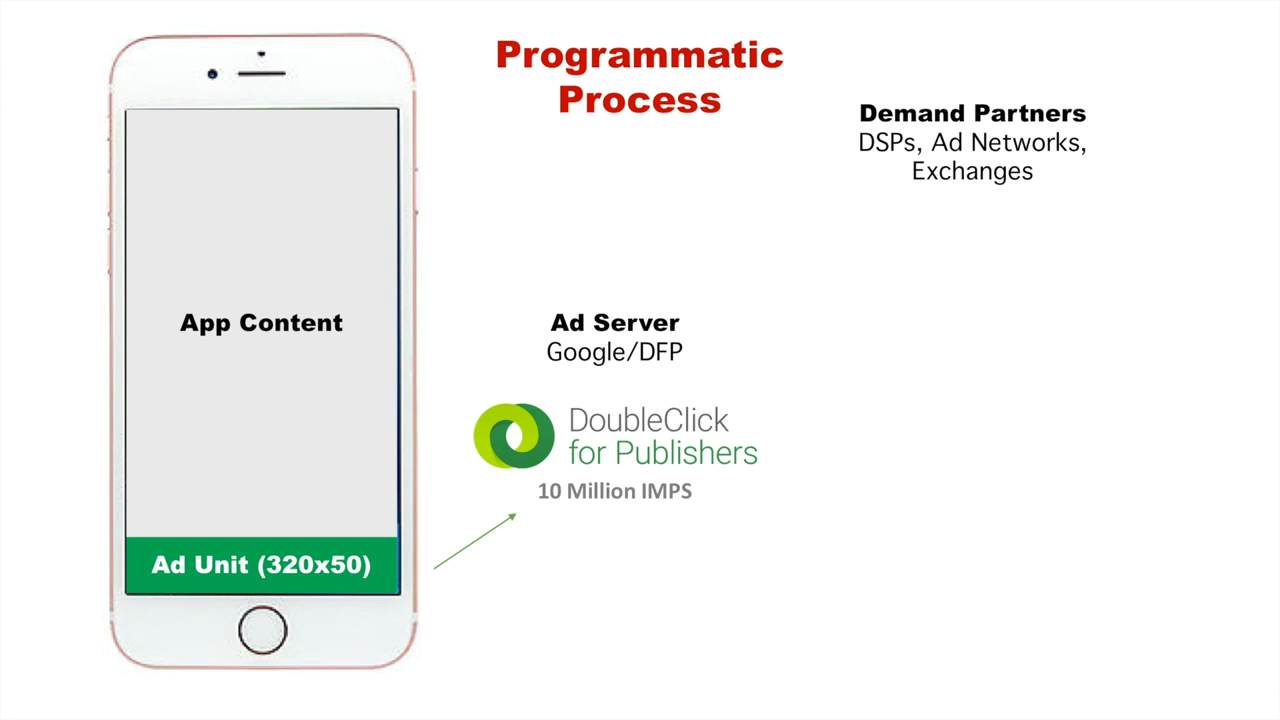 Programmatic
Process
Demand Partners
DSPs, Ad Networks,
Exchanges
App Content
Ad Server
Google/DFP
DoubleClick
for Publishers
10 Million IMPS
Ad Unit (320x50)